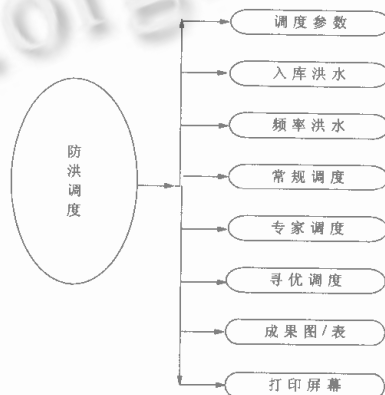 防洪调度
调度参数
入库洪水
频率洪水
常规调度
专家调度
寻优调度
成果图/表
打印屏幕